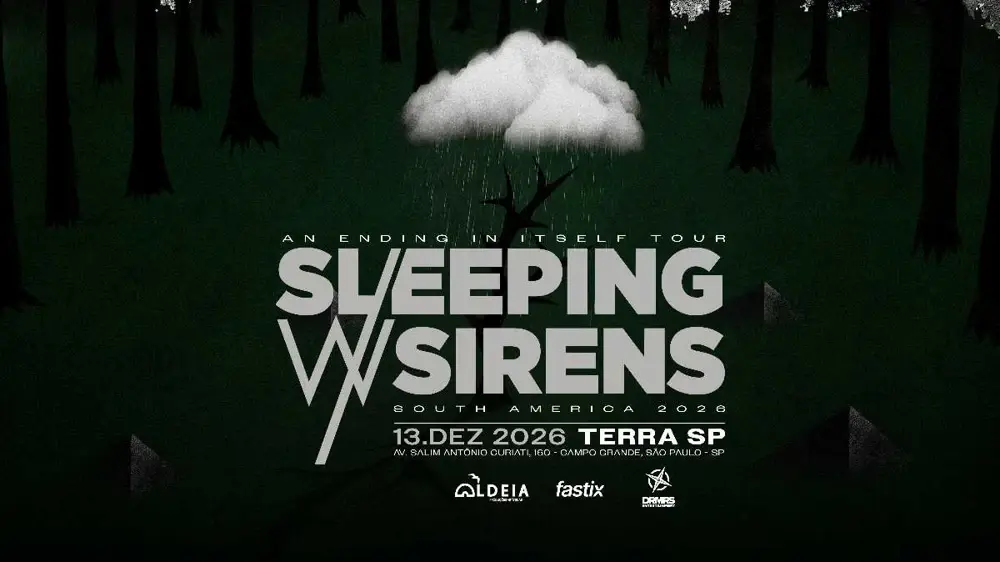 AN ENDING IN ITSELF TOUR
SLEEPING
W/ SIRENS
SOUTH AMERICA 2026
13.DEZ 2026 TERRA SP
AV. SALIM ANTÔNIO CURIATI, 160 - CAMPO GRANDE, SÃO PAULO - SP
ALDEIA
fastix
DRMRS
ENTERTAINMENT